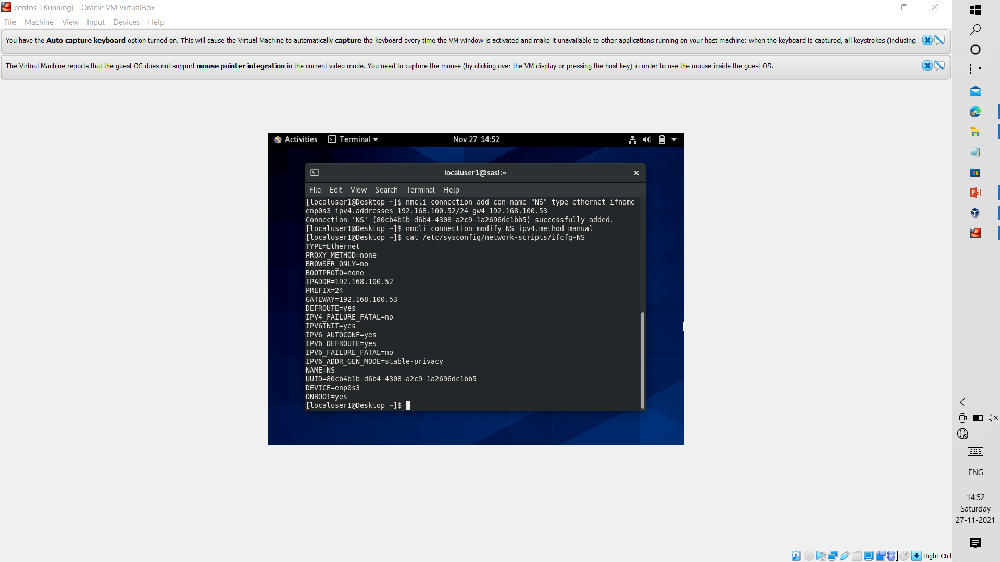 centos [Running] - Oracle VM VirtualBox
File Machine View Input Devices Help
You have the Auto capture keyboard option turned on. This will cause the Virtual Machine to automatically capture the keyboard every time the VM window is activated and make it unavailable to other applications running on your host machine: when the keyboard is captured, all keystrokes (including
The Virtual Machine reports that the guest OS does not support mouse pointer integration in the current video mode. You need to capture the mouse (by clicking over the VM display or pressing the host key) in order to use the mouse inside the guest OS.
Activities Terminal Nov 27 14:52
localuser1@sasi:~
File Edit View Search Terminal Help
[localuser1@Desktop ~]$ nmcli connection add con-name "NS" type ethernet ifname
enp0s3 ipv4.addresses 192.168.100.52/24 gw4 192.168.100.53
Connection 'NS' (80cb4b1b-d6b4-4308-a2c9-1a2696dc1bb5) successfully added.
[localuser1@Desktop ~]$ nmcli connection modify NS ipv4.method manual
[localuser1@Desktop ~]$ cat /etc/sysconfig/network-scripts/ifcfg-NS
TYPE=Ethernet
PROXY_METHOD=none
BROWSER_ONLY=no
BOOTPROTO=none
IPADDR=192.168.100.52
PREFIX=24
GATEWAY=192.168.100.53
DEFROUTE=yes
IPV4_FAILURE_FATAL=no
IPV6INIT=yes
IPV6_AUTOCONF=yes
IPV6_DEFROUTE=yes
IPV6_FAILURE_FATAL=no
IPV6_ADDR_GEN_MODE=stable-privacy
NAME=NS
UUID=80cb4b1b-d6b4-4308-a2c9-1a2696dc1bb5
DEVICE=enp0s3
ONBOOT=yes
[localuser1@Desktop ~]$
ENG
14:52
Saturday
27-11-2021
Right Ctrl